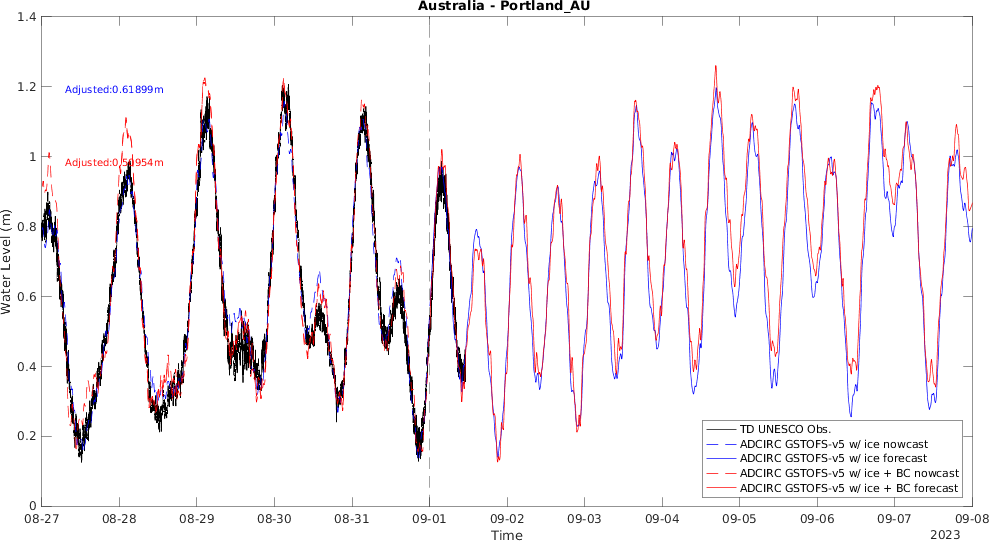 Australia - Portland_AU
1.4
1.2
1
0.8
0.6
0.4
0.2
0
Water Level (m)
Adjusted:0.61899m
TD UNESCO Obs.
ADCIRC GSTOFS-v5 w/ ice nowcast
ADCIRC GSTOFS-v5 w/ ice forecast
ADCIRC GSTOFS-v5 w/ ice + BC nowcast
ADCIRC GSTOFS-v5 w/ ice + BC forecast
08-27
08-28
08-29
08-30
08-31
09-01
09-02
09-03
09-04
09-05
09-06
09-07
09-08
Time
2023